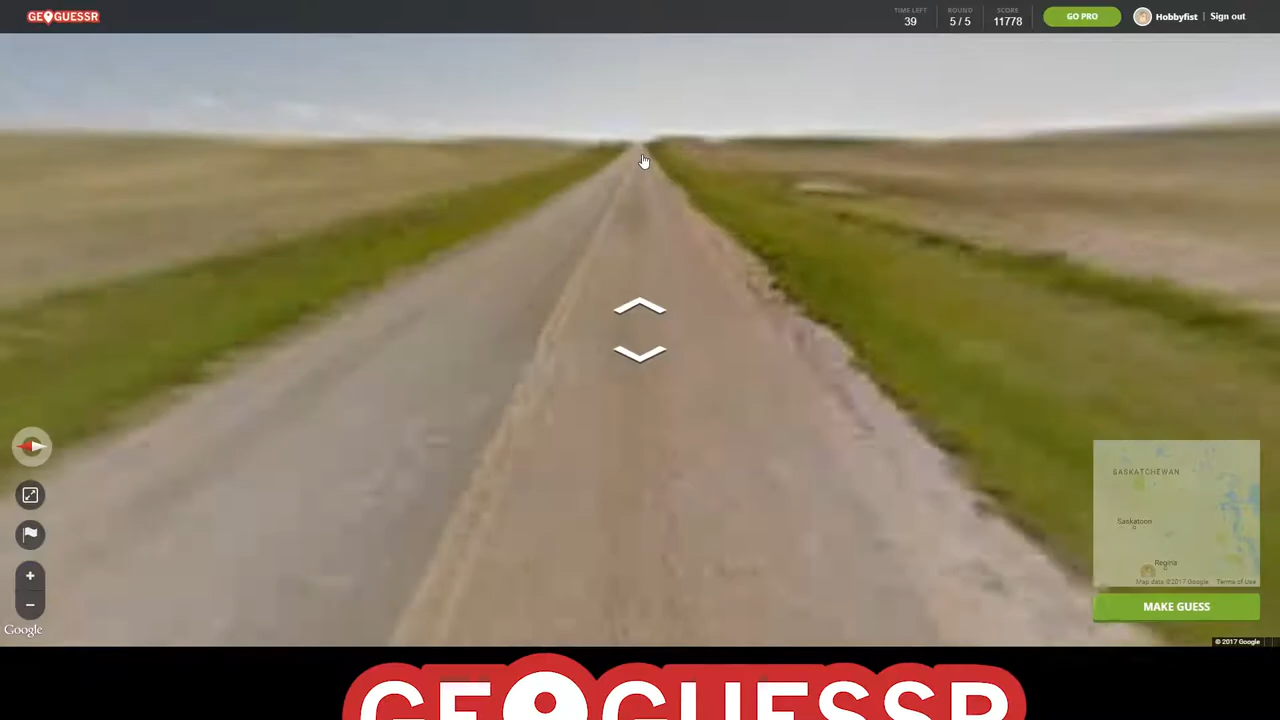 GEOGUESSR
TIME LEFT
39
ROUND
5 / 5
SCORE
11778
GO PRO
Hobbyfist | Sign out
SASKATCHEWAN
Saskatoon
Regina
Map data ©2017 Google
Terms of Use
MAKE GUESS
Google
© 2017 Google
GEOGUESSR